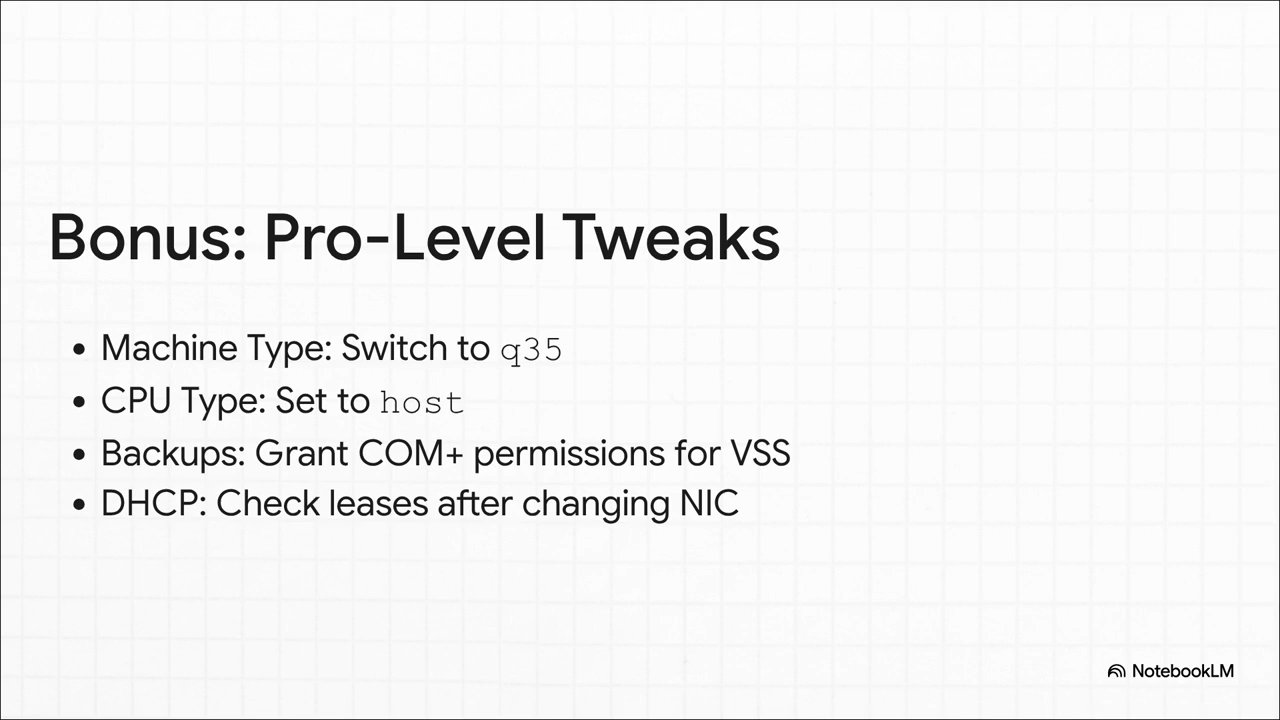 Bonus: Pro-Level Tweaks
• Machine Type: Switch to q35
• CPU Type: Set to host
• Backups: Grant COM+ permissions for VSS
• DHCP: Check leases after changing NIC
NotebookLM